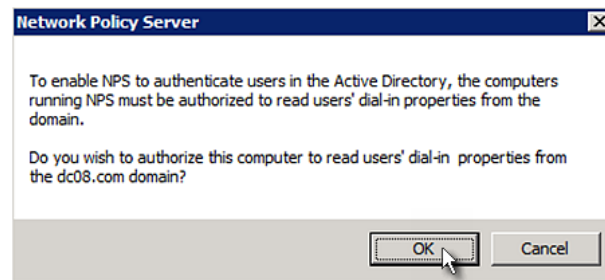 Network Policy Server
To enable NPS to authenticate users in the Active Directory, the computers
running NPS must be authorized to read users' dial-in properties from the
domain.
Do you wish to authorize this computer to read users' dial-in  properties from
the dc08.com domain?
OK
Cancel